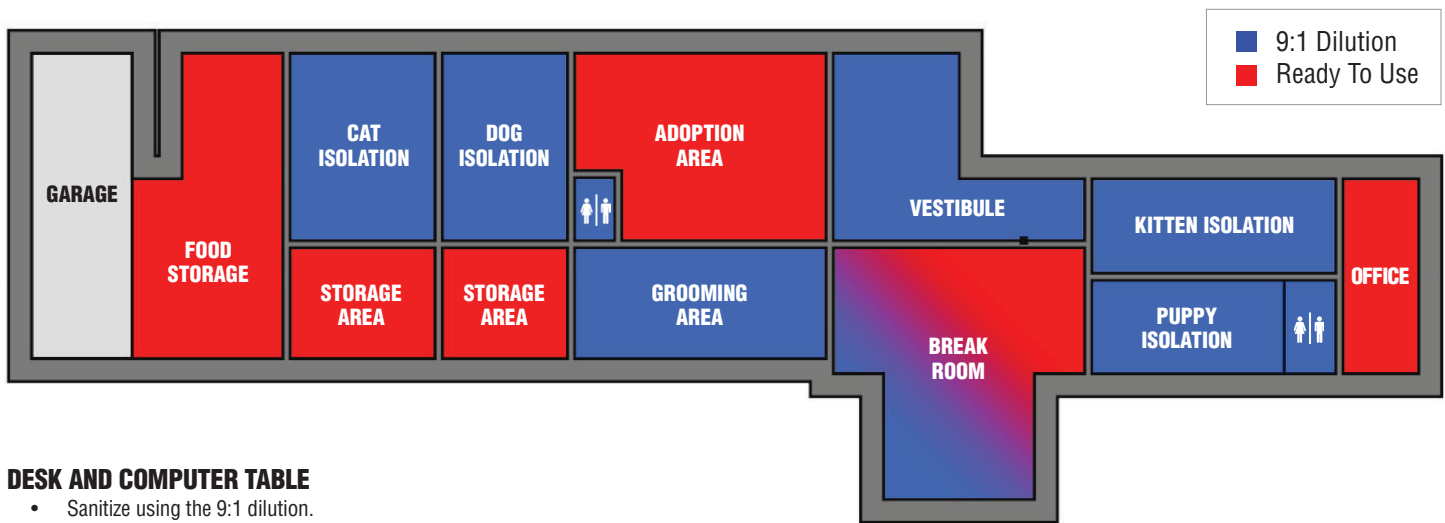 9:1 Dilution
Ready To Use
GARAGE
FOOD
STORAGE
CAT
ISOLATION
DOG
ISOLATION
ADOPTION
AREA
VESTIBULE
KITTEN ISOLATION
OFFICE
STORAGE
AREA
STORAGE
AREA
GROOMING
AREA
BREAK
ROOM
PUPPY
ISOLATION
DESK AND COMPUTER TABLE
• Sanitize using the 9:1 dilution.